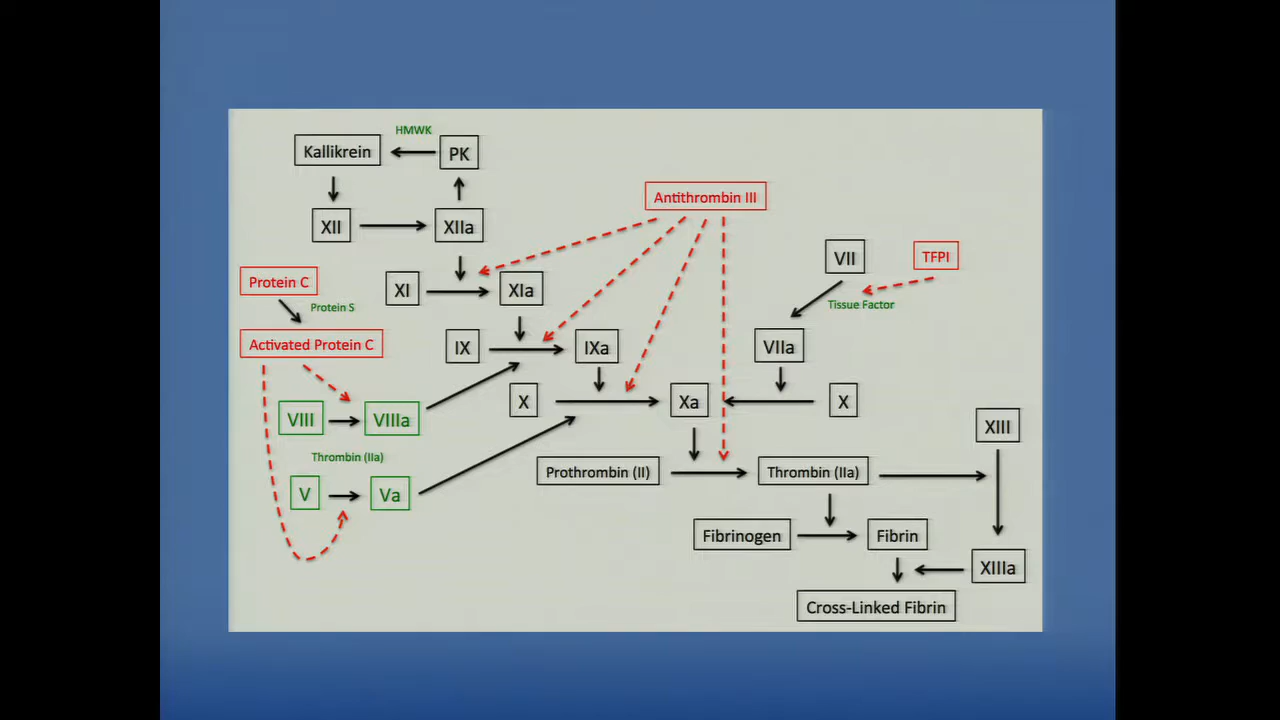 HMWK
Kallikrein
PK
Antithrombin III
XII
XIIa
VII
TFPI
Protein C
XI
XIa
Protein S
Tissue Factor
Activated Protein C
IX
IXa
VIIa
X
Xa
X
VIII
VIIIa
XIII
Thrombin (IIa)
Prothrombin (II)
Thrombin (IIa)
V
Va
Fibrinogen
Fibrin
XIIIa
Cross-Linked Fibrin